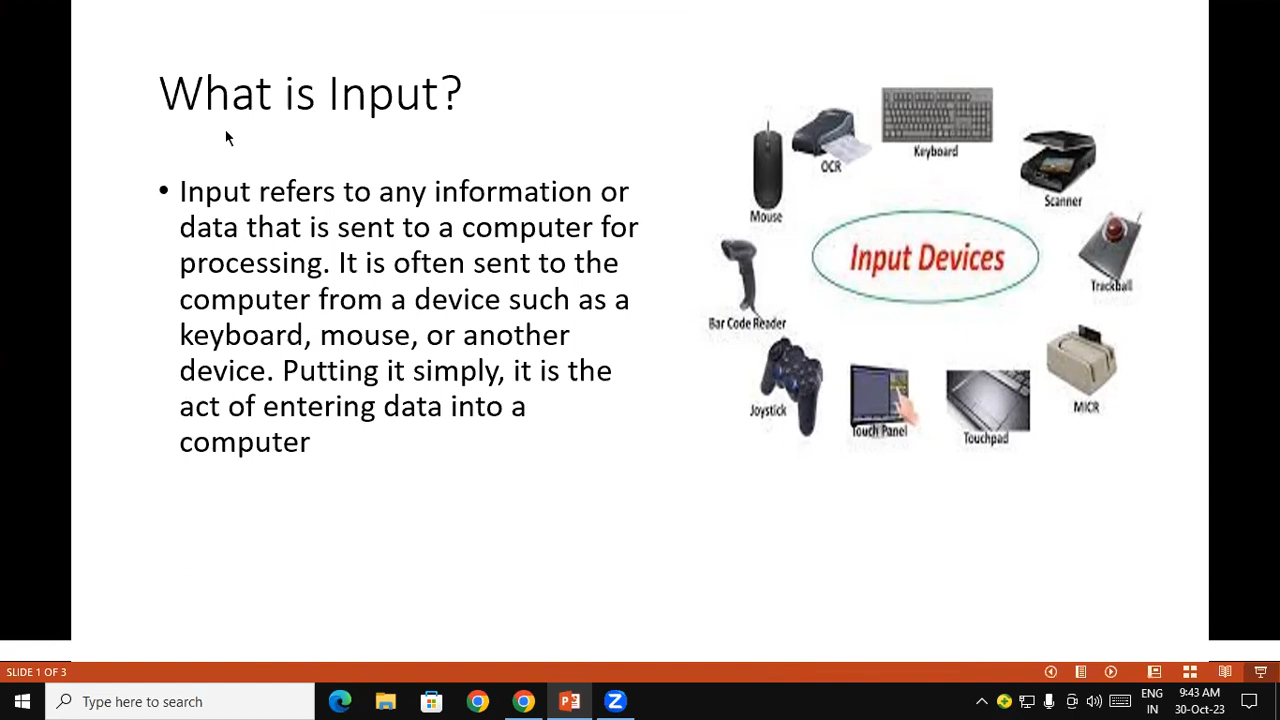 What is Input?
• Input refers to any information or
data that is sent to a computer for
processing. It is often sent to the
computer from a device such as a
keyboard, mouse, or another
device. Putting it simply, it is the
act of entering data into a
computer
Keyboard
OCR
Scanner
Mouse
Input Devices
Trackball
Bar Code Reader
Joystick
Touch Panel
Touchpad
MICR
SLIDE 1 OF 3
Type here to search
ENG
IN
9:43 AM
30-Oct-23